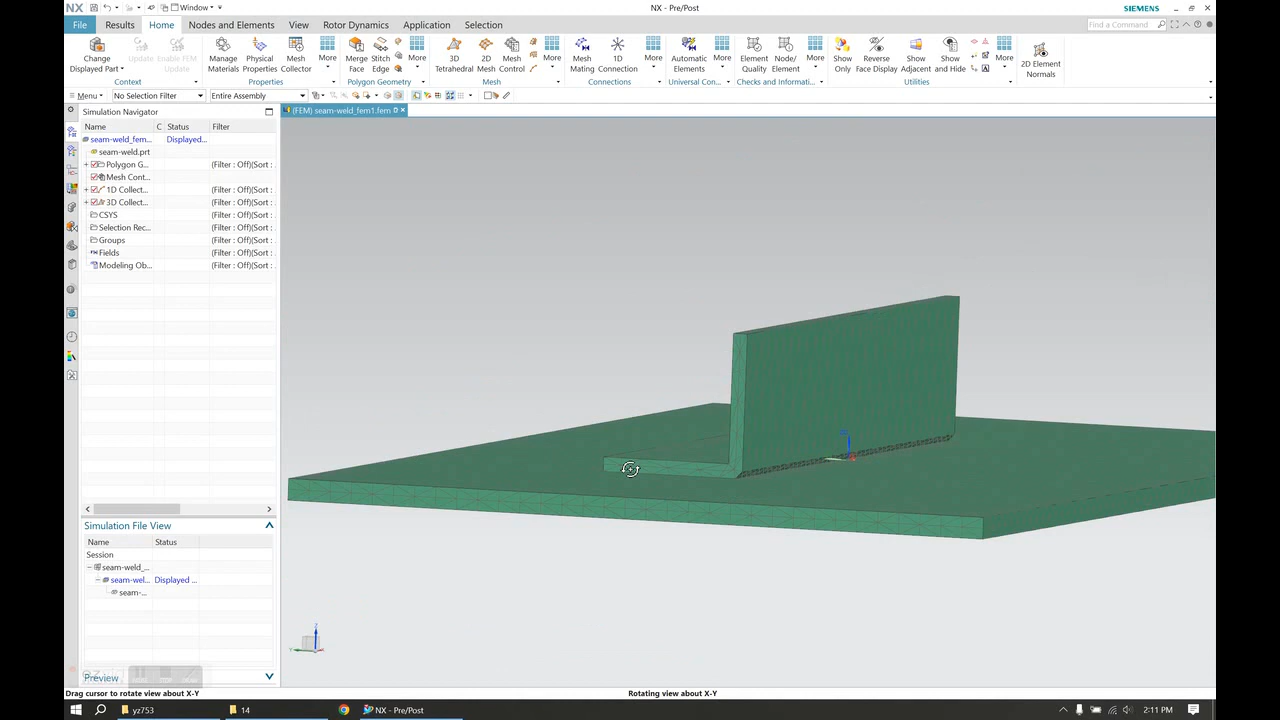 NX Window NX - Pre/Post SIEMENS
File Results Home Nodes and Elements View Rotor Dynamics Application Selection Find a Command
Change Displayed Part Update Enable FEM Update Manage Materials Physical Properties Mesh Collector More Merge Face Stitch Edge More 3D Tetrahedral 2D Mesh Mesh Control More Mesh Mating 1D Connection More Automatic Elements More Element Quality Node/Element More Show Only Reverse Face Display Show Adjacent Show and Hide More 2D Element Normals
Context Properties Polygon Geometry Mesh Connections Universal Con... Checks and Informati... Utilities
Menu No Selection Filter Entire Assembly
Simulation Navigator (FEM) seam-weld_fem1.fem
Name C Status Filter
seam-weld_fem... Displayed...
seam-weld.prt
Polygon G... (Filter : Off)(Sort :
Mesh Cont...
1D Collect... (Filter : Off)(Sort :
3D Collect... (Filter : Off)(Sort :
CSYS (Filter : Off)(Sort :
Selection Rec... (Filter : Off)(Sort :
Groups (Filter : Off)(Sort :
Fields (Filter : Off)(Sort :
Modeling Ob... (Filter : Off)(Sort :
Simulation File View
Name Status
Session
seam-weld_...
seam-wel... Displayed ...
seam-...
Preview
Drag cursor to rotate view about X-Y Rotating view about X-Y
yz753 14 NX - Pre/Post 2:11 PM